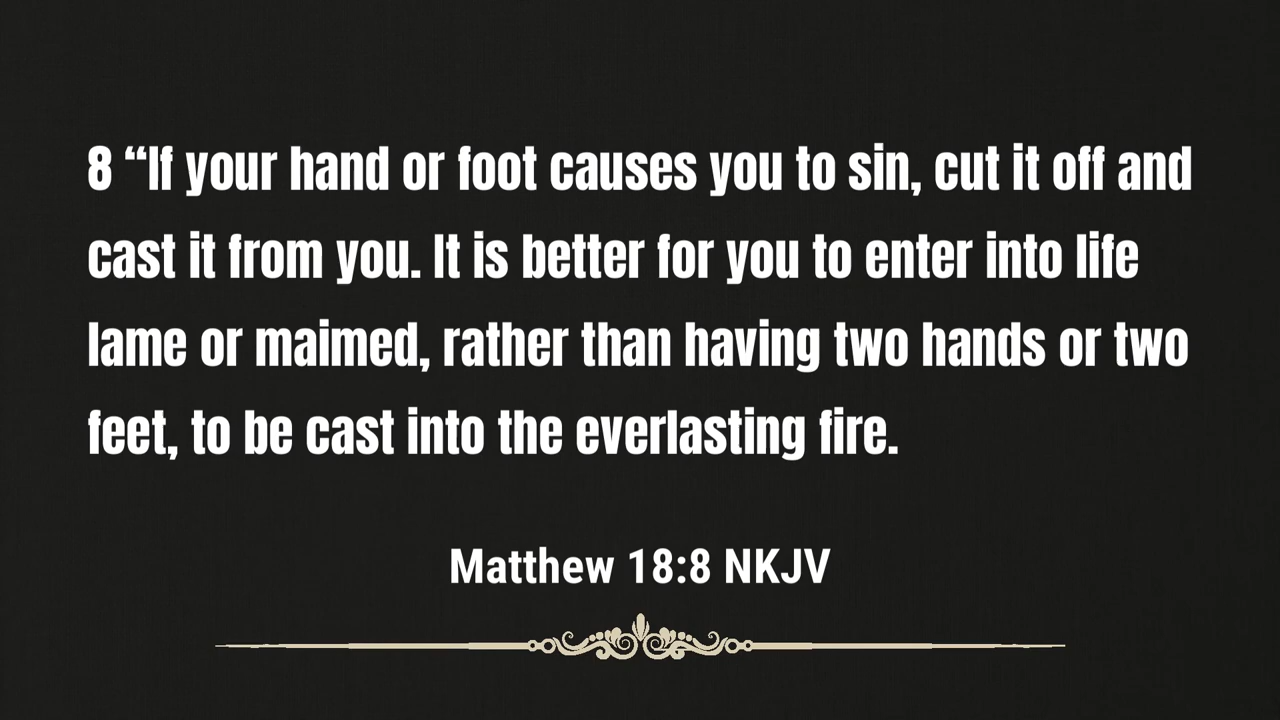 8 “If your hand or foot causes you to sin, cut it off and
cast it from you. It is better for you to enter into life
lame or maimed, rather than having two hands or two
feet, to be cast into the everlasting fire.
Matthew 18:8 NKJV